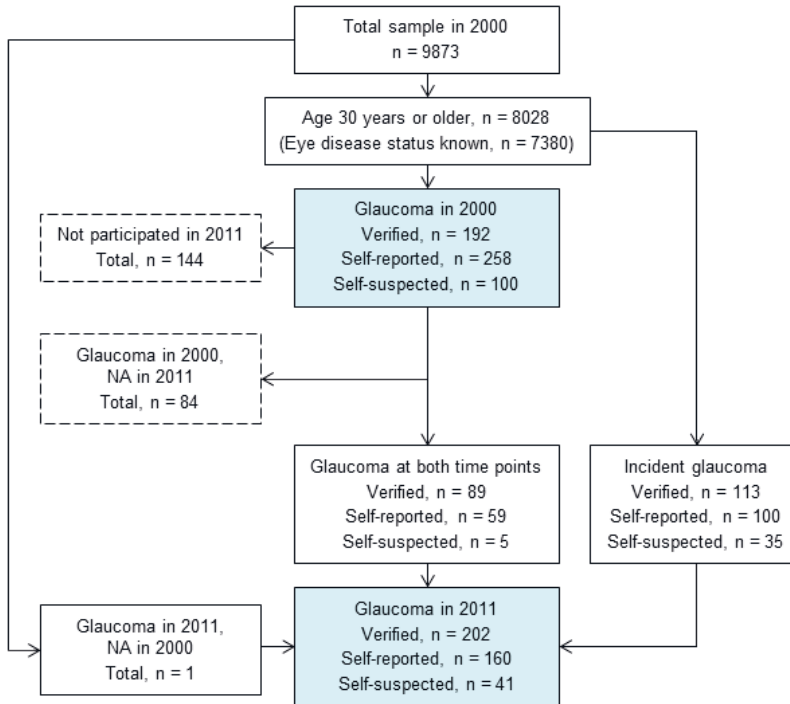 Total sample in 2000
n = 9873
Age 30 years or older, n = 8028
(Eye disease status known, n = 7380)
Glaucoma in 2000
Verified, n = 192
Self-reported, n = 258
Self-suspected, n = 100
Not participated in 2011
Total, n = 144
Glaucoma in 2000,
NA in 2011
Total, n = 84
Glaucoma at both time points
Verified, n = 89
Self-reported, n = 59
Self-suspected, n = 5
Incident glaucoma
Verified, n = 113
Self-reported, n = 100
Self-suspected, n = 35
Glaucoma in 2011,
NA in 2000
Total, n = 1
Glaucoma in 2011
Verified, n = 202
Self-reported, n = 160
Self-suspected, n = 41